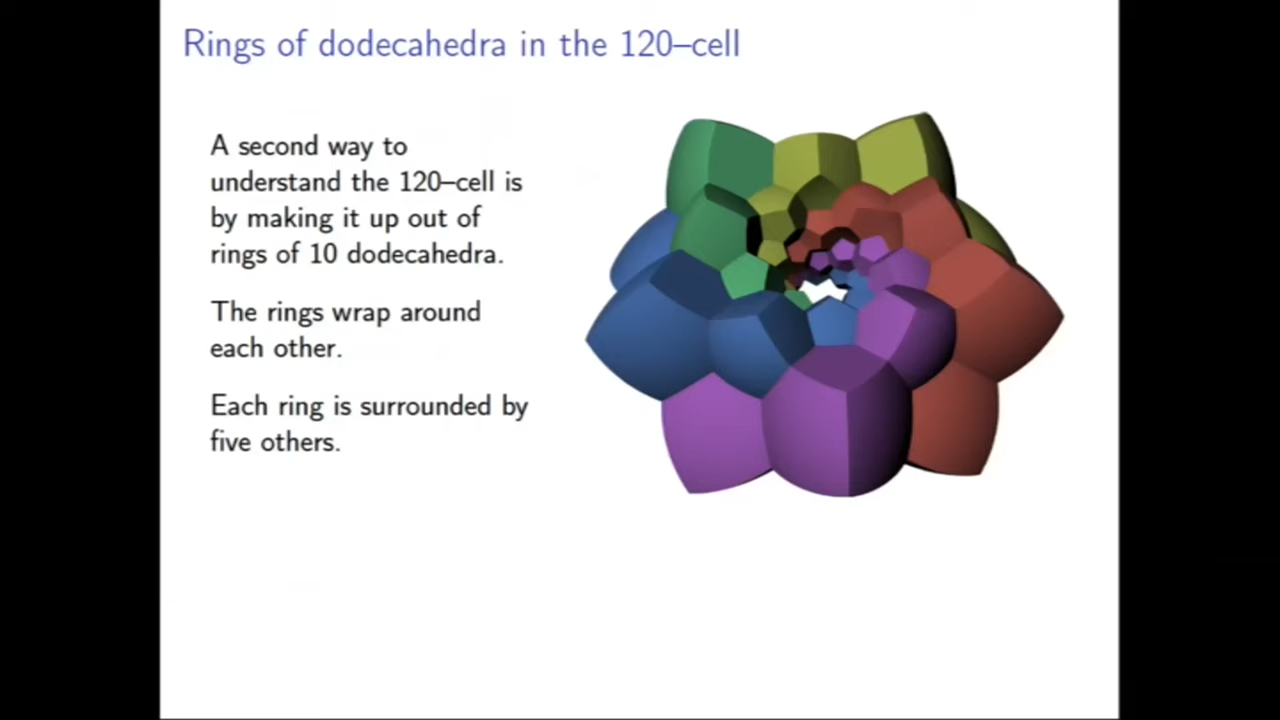 Rings of dodecahedra in the 120–cell
A second way to
understand the 120–cell is
by making it up out of
rings of 10 dodecahedra.
The rings wrap around
each other.
Each ring is surrounded by
five others.